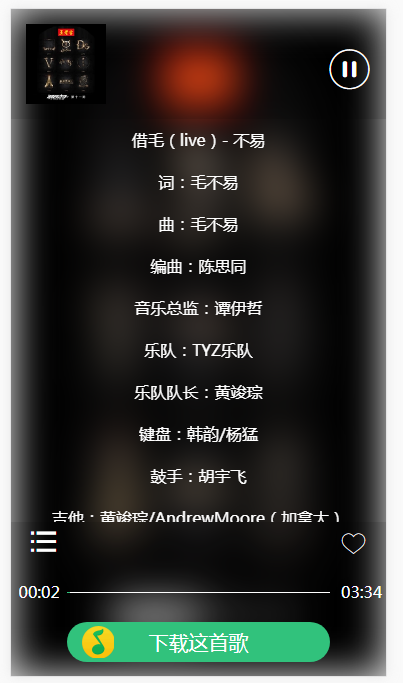 借毛（live）- 不易
词：毛不易
曲：毛不易
编曲：陈思同
音乐总监：谭伊哲
乐队：TYZ乐队
乐队队长：黄竣琮
键盘：韩韵/杨猛
鼓手：胡宇飞
吉他：黄竣琮/AndrewMoore（加拿大）
00:02
03:34
下载这首歌